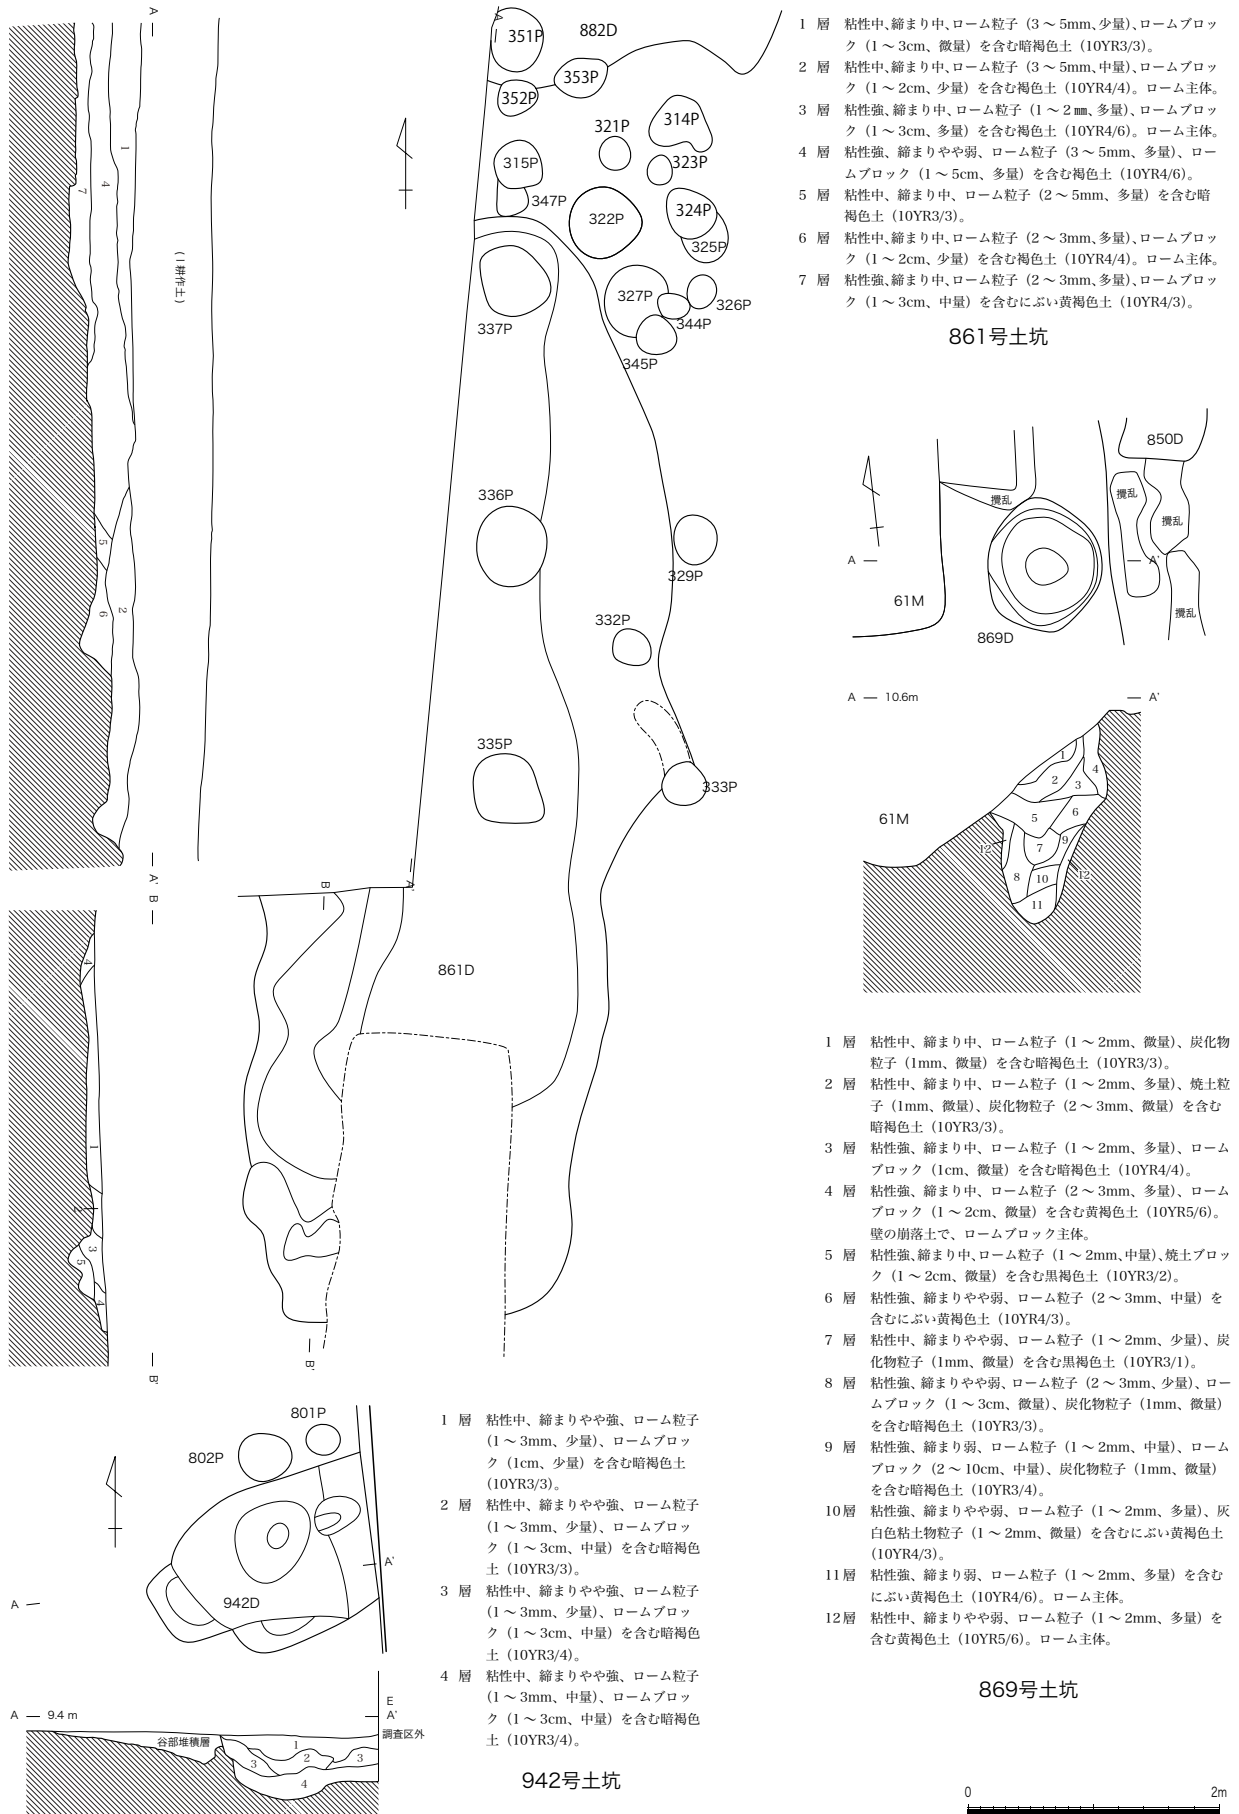 A
1
4
7
(Ⅰ耕作土)
5
2
6
A'
B
4
1
2
3
5
4
B'
A
351P
882D
353P
352P
314P
321P
315P
323P
347P
322P
324P
325P
327P
326P
344P
337P
345P
336P
329P
332P
335P
333P
B
A'
861D
B'
1 層 粘性中、締まり中、ローム粒子（3～5mm、少量）、ロームブロッ
ク（1～3cm、微量）を含む暗褐色土（10YR3/3）。
2 層 粘性中、締まり中、ローム粒子（3～5mm、中量）、ロームブロッ
ク（1～2cm、少量）を含む褐色土（10YR4/4）。ローム主体。
3 層 粘性強、締まり中、ローム粒子（1～2㎜、多量）、ロームブロッ
ク（1～3cm、多量）を含む褐色土（10YR4/6）。ローム主体。
4 層 粘性強、締まりやや弱、ローム粒子（3～5mm、多量）、ロー
ムブロック（1～5cm、多量）を含む褐色土（10YR4/6）。
5 層 粘性中、締まり中、ローム粒子（2～5mm、多量）を含む暗
褐色土（10YR3/3）。
6 層 粘性中、締まり中、ローム粒子（2～3mm、多量）、ロームブロッ
ク（1～2cm、少量）を含む褐色土（10YR4/4）。ローム主体。
7 層 粘性強、締まり中、ローム粒子（2～3mm、多量）、ロームブロッ
ク（1～3cm、中量）を含むにぶい黄褐色土（10YR4/3）。
861号土坑
850D
攪乱
攪乱
攪乱
A
A'
61M
攪乱
869D
A 10.6m A'
1
2
3
4
5
6
61M
7
9
12
8
10
12
11
1 層 粘性中、締まり中、ローム粒子（1～2mm、微量）、炭化物
粒子（1mm、微量）を含む暗褐色土（10YR3/3）。
2 層 粘性中、締まり中、ローム粒子（1～2mm、多量）、焼土粒
子（1mm、微量）、炭化物粒子（2～3mm、微量）を含む
暗褐色土（10YR3/3）。
3 層 粘性強、締まり中、ローム粒子（1～2mm、多量）、ローム
ブロック（1cm、微量）を含む暗褐色土（10YR4/4）。
4 層 粘性強、締まり中、ローム粒子（2～3mm、多量）、ローム
ブロック（1～2cm、微量）を含む黄褐色土（10YR5/6）。
壁の崩落土で、ロームブロック主体。
5 層 粘性強、締まり中、ローム粒子（1～2mm、中量）、焼土ブロッ
ク（1～2cm、微量）を含む黒褐色土（10YR3/2）。
6 層 粘性強、締まりやや弱、ローム粒子（2～3mm、中量）を
含むにぶい黄褐色土（10YR4/3）。
7 層 粘性中、締まりやや弱、ローム粒子（1～2mm、少量）、炭
化物粒子（1mm、微量）を含む黒褐色土（10YR3/1）。
8 層 粘性強、締まりやや弱、ローム粒子（2～3mm、少量）、ロー
ムブロック（1～3cm、微量）、炭化物粒子（1mm、微量）
を含む暗褐色土（10YR3/3）。
9 層 粘性強、締まり弱、ローム粒子（1～2mm、中量）、ローム
ブロック（2～10cm、中量）、炭化物粒子（1mm、微量）
を含む暗褐色土（10YR3/4）。
10層 粘性強、締まりやや弱、ローム粒子（1～2mm、多量）、灰
白色粘土物粒子（1～2mm、微量）を含むにぶい黄褐色土
（10YR4/3）。
11層 粘性強、締まり弱、ローム粒子（1～2mm、多量）を含む
にぶい黄褐色土（10YR4/6）。ローム主体。
12層 粘性中、締まりやや弱、ローム粒子（1～2mm、多量）を
含む黄褐色土（10YR5/6）。ローム主体。
869号土坑
801P
802P
A'
942D
A
A 9.4 m
E
A'
調査区外
谷部堆積層
1
2
3
3
4
1 層 粘性中、締まりやや強、ローム粒子
（1～3mm、少量）、ロームブロッ
ク（1cm、少量）を含む暗褐色土
（10YR3/3）。
2 層 粘性中、締まりやや強、ローム粒子
（1～3mm、少量）、ロームブロッ
ク（1～3cm、中量）を含む暗褐色
土（10YR3/3）。
3 層 粘性中、締まりやや強、ローム粒子
（1～3mm、少量）、ロームブロッ
ク（1～3cm、中量）を含む暗褐色
土（10YR3/4）。
4 層 粘性中、締まりやや強、ローム粒子
（1～3mm、中量）、ロームブロッ
ク（1～3cm、中量）を含む暗褐色
土（10YR3/4）。
942号土坑
0 2m